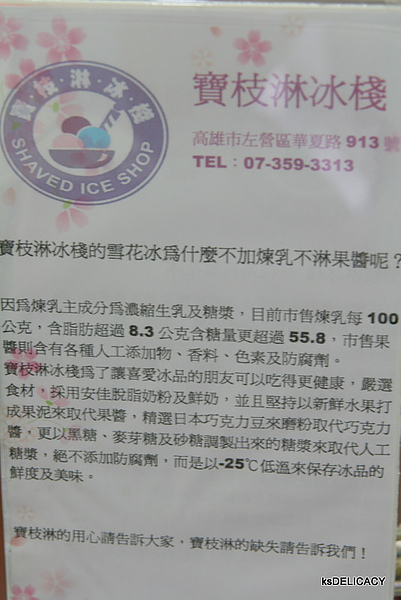 寶·枝·淋·冰·棧
SHAVED ICE SHOP
寶枝淋冰棧
高雄市左營區華夏路 913 號
TEL：07-359-3313
寶枝淋冰棧的雪花冰為什麼不加煉乳不淋果醬呢？
因為煉乳主成分為濃縮生乳及糖漿，目前市售煉乳每 100
公克，含脂肪超過 8.3 公克含糖量更超過 55.8，市售果
醬則含有各種人工添加物、香料、色素及防腐劑。
寶枝淋冰棧為了讓喜愛冰品的朋友可以吃得更健康，嚴選
食材，採用安佳脫脂奶粉及鮮奶，並且堅持以新鮮水果打
成果泥來取代果醬，精選日本巧克力豆來磨粉取代巧克力
醬，更以黑糖、麥芽糖及砂糖調製出來的糖漿來取代人工
糖漿，絕不添加防腐劑，而是以-25℃低溫來保存冰品的
鮮度及美味。
寶枝淋的用心請告訴大家，寶枝淋的缺失請告訴我們！
ksDELICACY